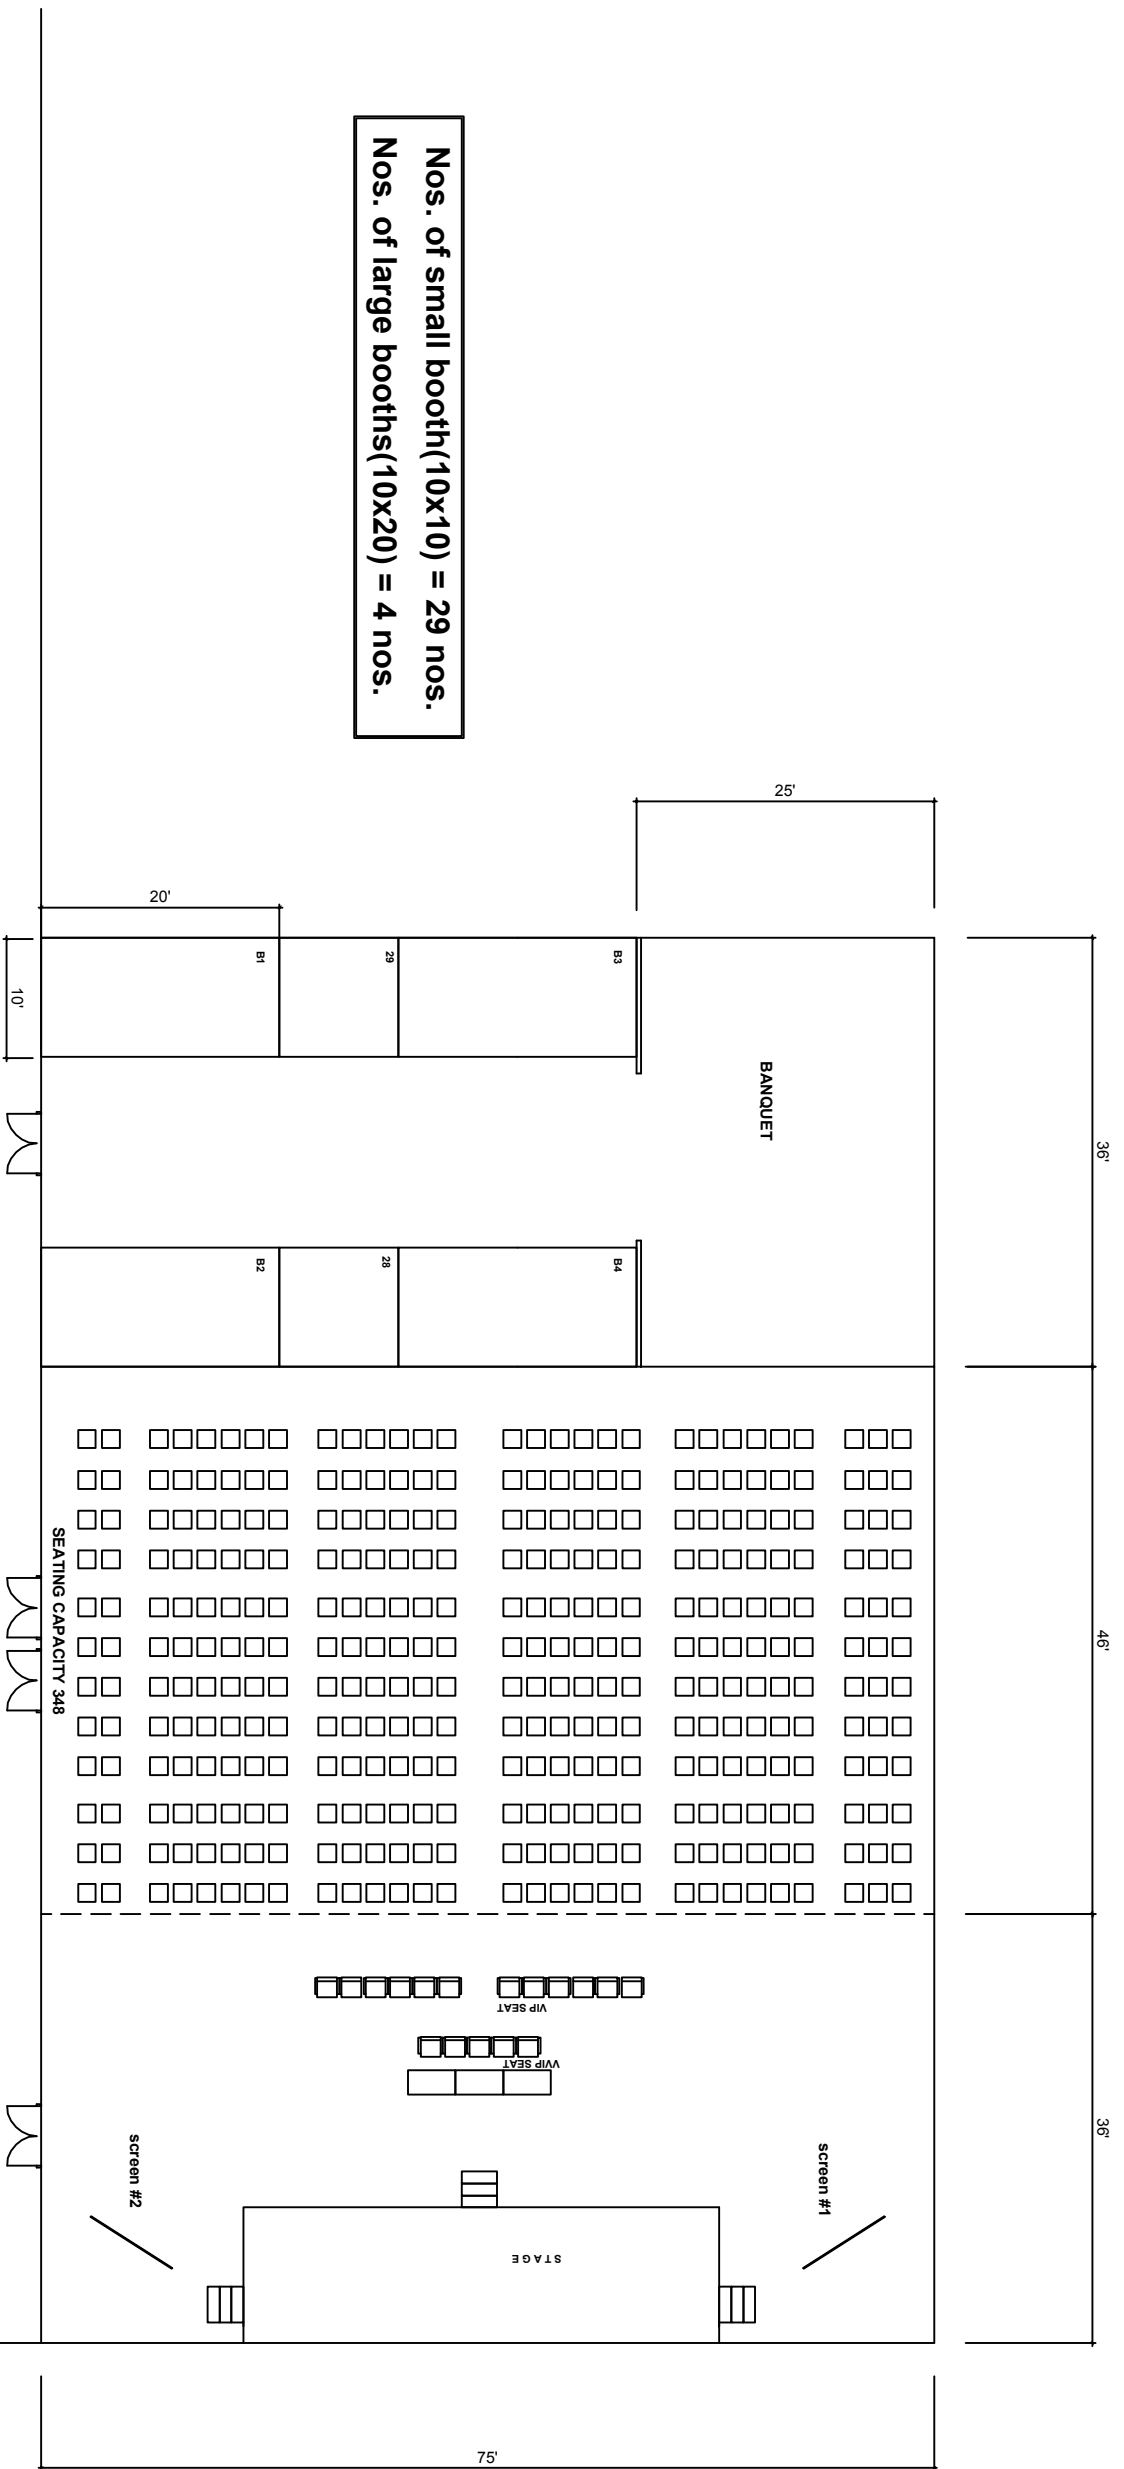 Nos. of small booth(10x10) = 29 nos.
Nos. of large booths(10x20) = 4 nos.
25'
20'
10'
B1
29
B3
BANQUET
36'
B2
28
B4
46'
SEATING CAPACITY 348
VIP SEAT
VVIP SEAT
36'
screen #2
screen #1
STAGE
75'